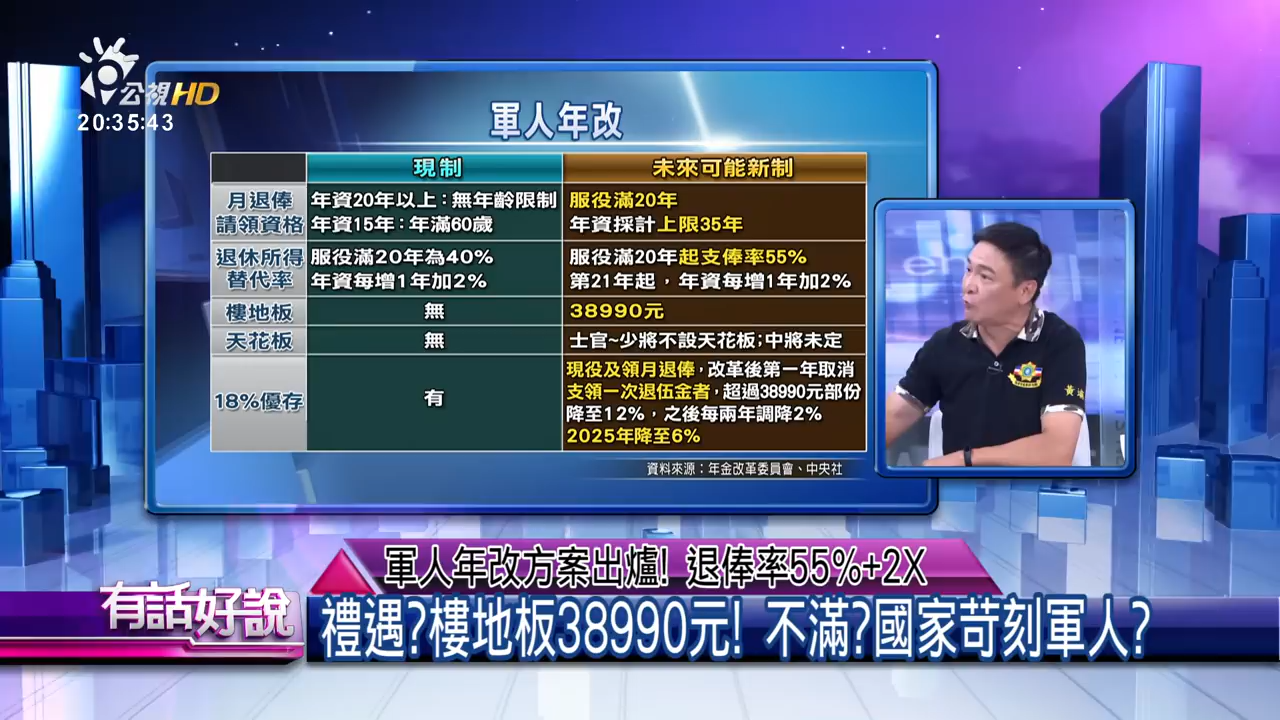 公視HD
20:35:43
軍人年改
現制
未來可能新制
月退俸
請領資格
年資20年以上：無年齡限制
年資15年：年滿60歲
服役滿20年
年資採計上限35年
退休所得
替代率
服役滿20年為40%
年資每增1年加2%
服役滿20年起支俸率55%
第21年起，年資每增1年加2%
樓地板
無
38990元
天花板
無
士官~少將不設天花板;中將未定
18%優存
有
現役及領月退俸，改革後第一年取消
支領一次退伍金者，超過38990元部份
降至12%，之後每兩年調降2%
2025年降至6%
資料來源：年金改革委員會、中央社
軍人年改方案出爐! 退俸率55%+2X
有話好說
禮遇?樓地板38990元! 不滿?國家苛刻軍人?